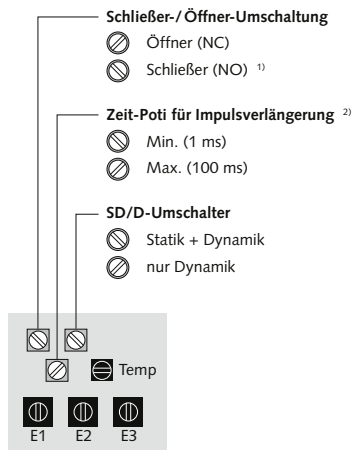 Schließer-/Öffner-Umschaltung
Öffner (NC)
Schließer (NO) 1)
Zeit-Poti für Impulsverlängerung 2)
Min. (1 ms)
Max. (100 ms)
SD/D-Umschalter
Statik + Dynamik
nur Dynamik
Temp
E1 E2 E3